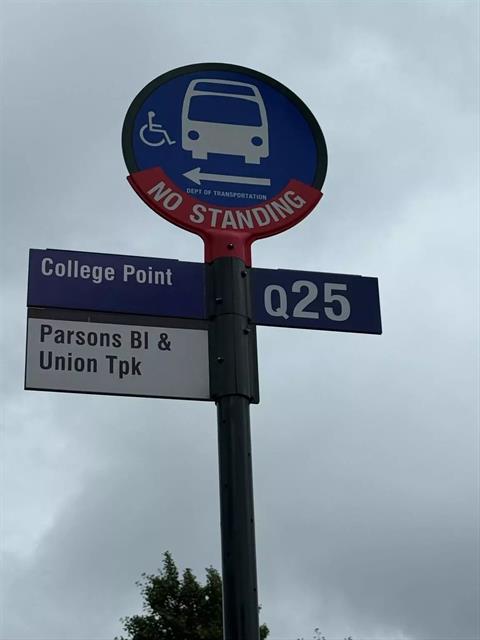 DEPT OF TRANSPORTATION
NO STANDING
College Point
Q25
Parsons Bl &
Union Tpk